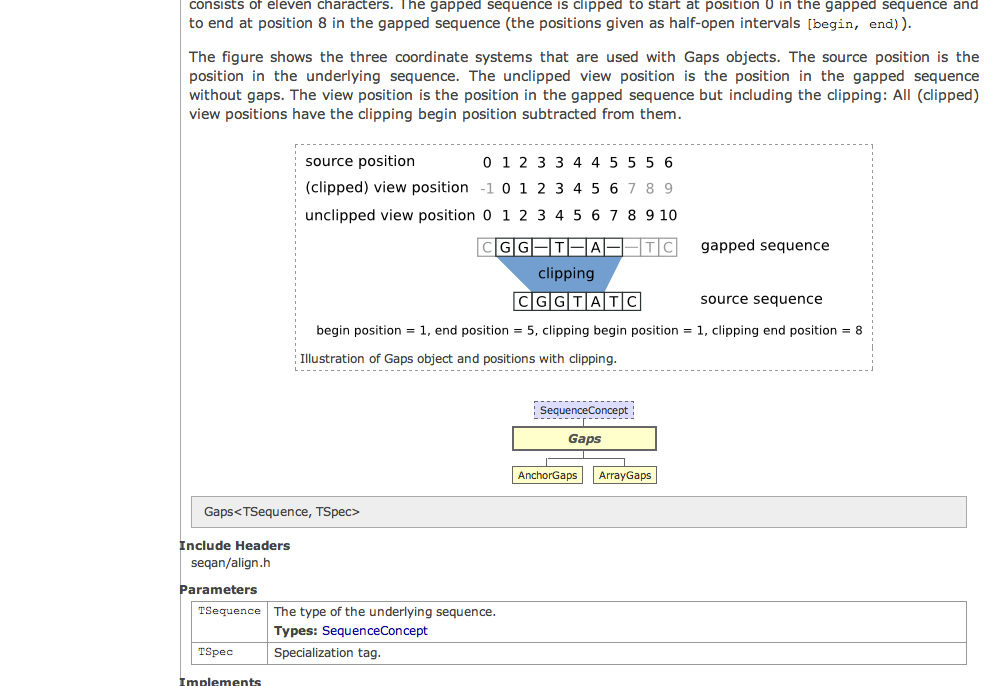 consists of eleven characters. The gapped sequence is clipped to start at position 0 in the gapped sequence and
to end at position 8 in the gapped sequence (the positions given as half-open intervals [begin, end)).
The figure shows the three coordinate systems that are used with Gaps objects. The source position is the
position in the underlying sequence. The unclipped view position is the position in the gapped sequence
without gaps. The view position is the position in the gapped sequence but including the clipping: All (clipped)
view positions have the clipping begin position subtracted from them.
source position 0 1 2 3 3 4 4 5 5 5 6
(clipped) view position -1 0 1 2 3 4 5 6 7 8 9
unclipped view position 0 1 2 3 4 5 6 7 8 9 10
C G G – T – A – – T C gapped sequence
clipping
C G G T A T C source sequence
begin position = 1, end position = 5, clipping begin position = 1, clipping end position = 8
Illustration of Gaps object and positions with clipping.
SequenceConcept
Gaps
AnchorGaps ArrayGaps
Gaps<TSequence, TSpec>
Include Headers
seqan/align.h
Parameters
TSequence The type of the underlying sequence.
Types: SequenceConcept
TSpec Specialization tag.
Implements